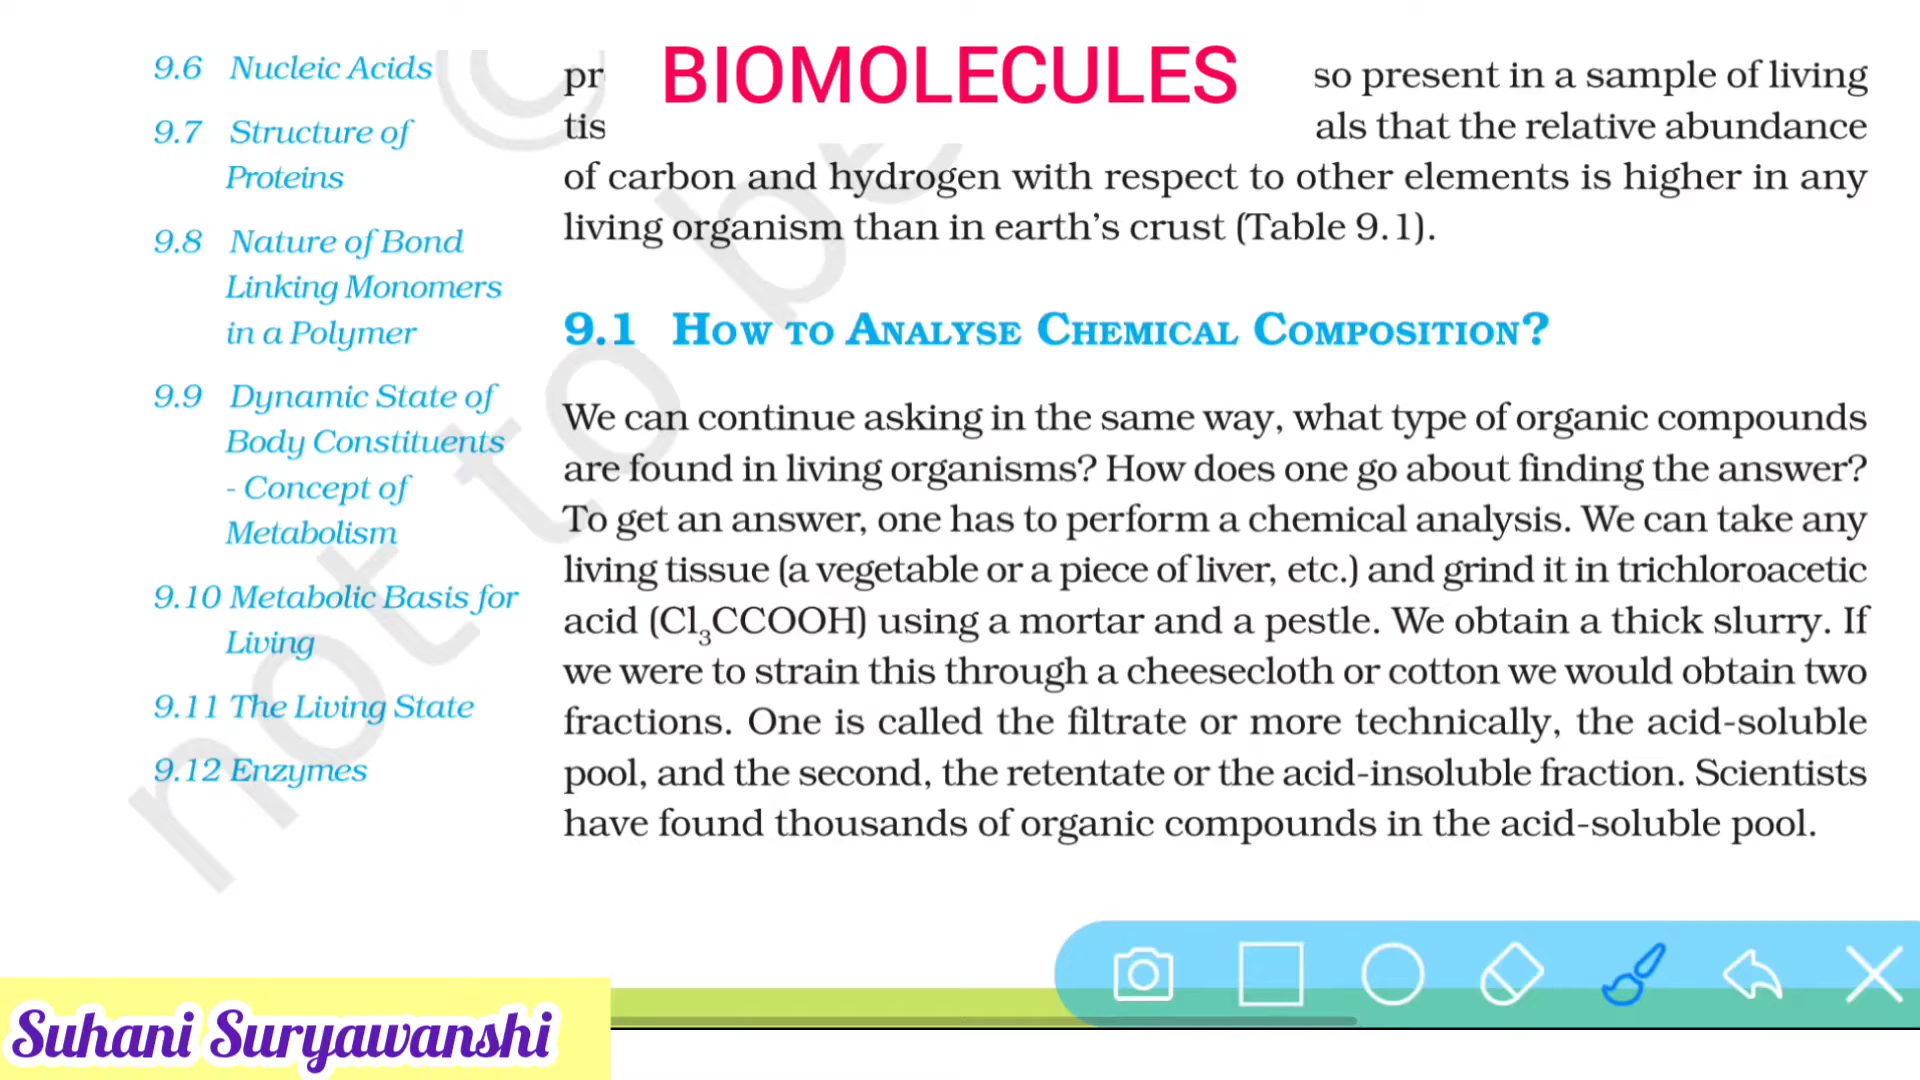 BIOMOLECULES
9.6 Nucleic Acids
9.7 Structure of
Proteins
9.8 Nature of Bond
Linking Monomers
in a Polymer
9.9 Dynamic State of
Body Constituents
- Concept of
Metabolism
9.10 Metabolic Basis for
Living
9.11 The Living State
9.12 Enzymes
pr so present in a sample of living
tis als that the relative abundance
of carbon and hydrogen with respect to other elements is higher in any
living organism than in earth's crust (Table 9.1).
9.1 How to Analyse Chemical Composition?
We can continue asking in the same way, what type of organic compounds
are found in living organisms? How does one go about finding the answer?
To get an answer, one has to perform a chemical analysis. We can take any
living tissue (a vegetable or a piece of liver, etc.) and grind it in trichloroacetic
acid (Cl₃CCOOH) using a mortar and a pestle. We obtain a thick slurry. If
we were to strain this through a cheesecloth or cotton we would obtain two
fractions. One is called the filtrate or more technically, the acid-soluble
pool, and the second, the retentate or the acid-insoluble fraction. Scientists
have found thousands of organic compounds in the acid-soluble pool.
© not to be
Suhani Suryawanshi